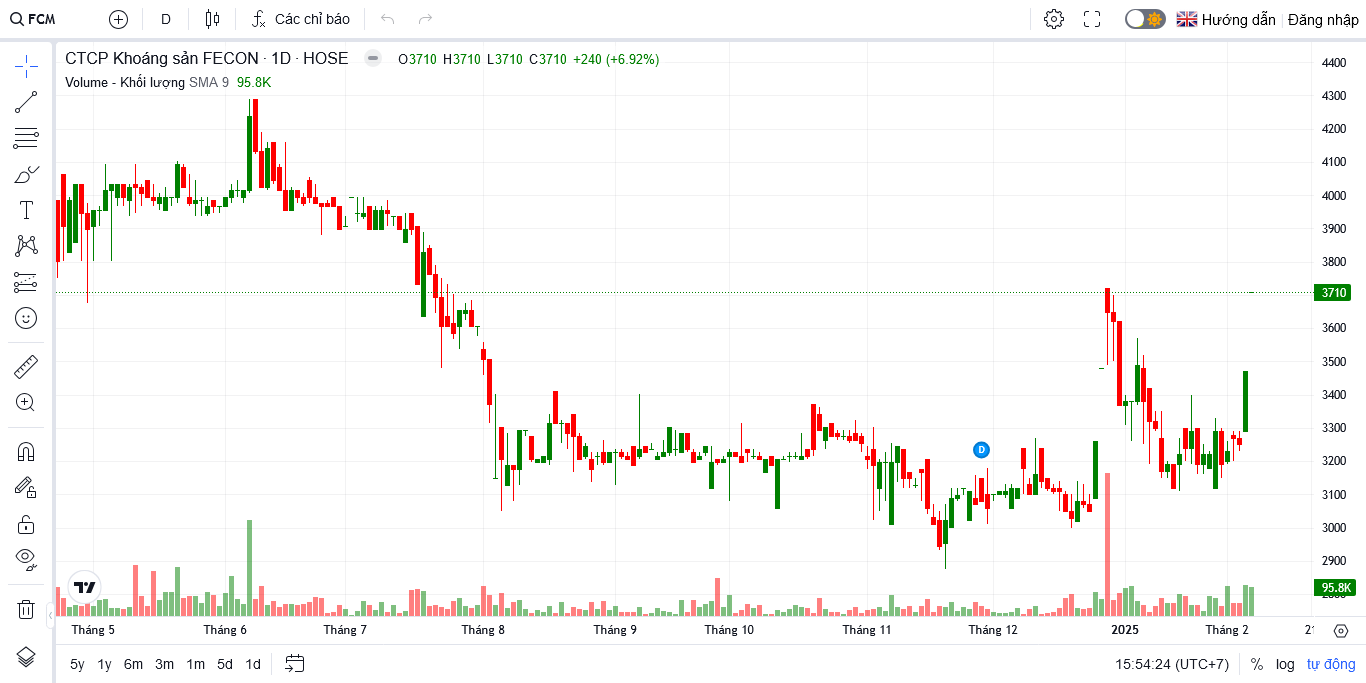 FCM D Các chỉ báo Hướng dẫn Đăng nhập
CTCP Khoáng sản FECON · 1D · HOSE O3710 H3710 L3710 C3710 +240 (+6.92%)
Volume - Khối lượng SMA 9 95.8K
4400
4300
4200
4100
4000
3900
3800
3710
3600
3500
3400
3300
3200
3100
3000
2900
95.8K
D
Tháng 5 Tháng 6 Tháng 7 Tháng 8 Tháng 9 Tháng 10 Tháng 11 Tháng 12 2025 Tháng 2
5y 1y 6m 3m 1m 5d 1d 15:54:24 (UTC+7) % log tự động